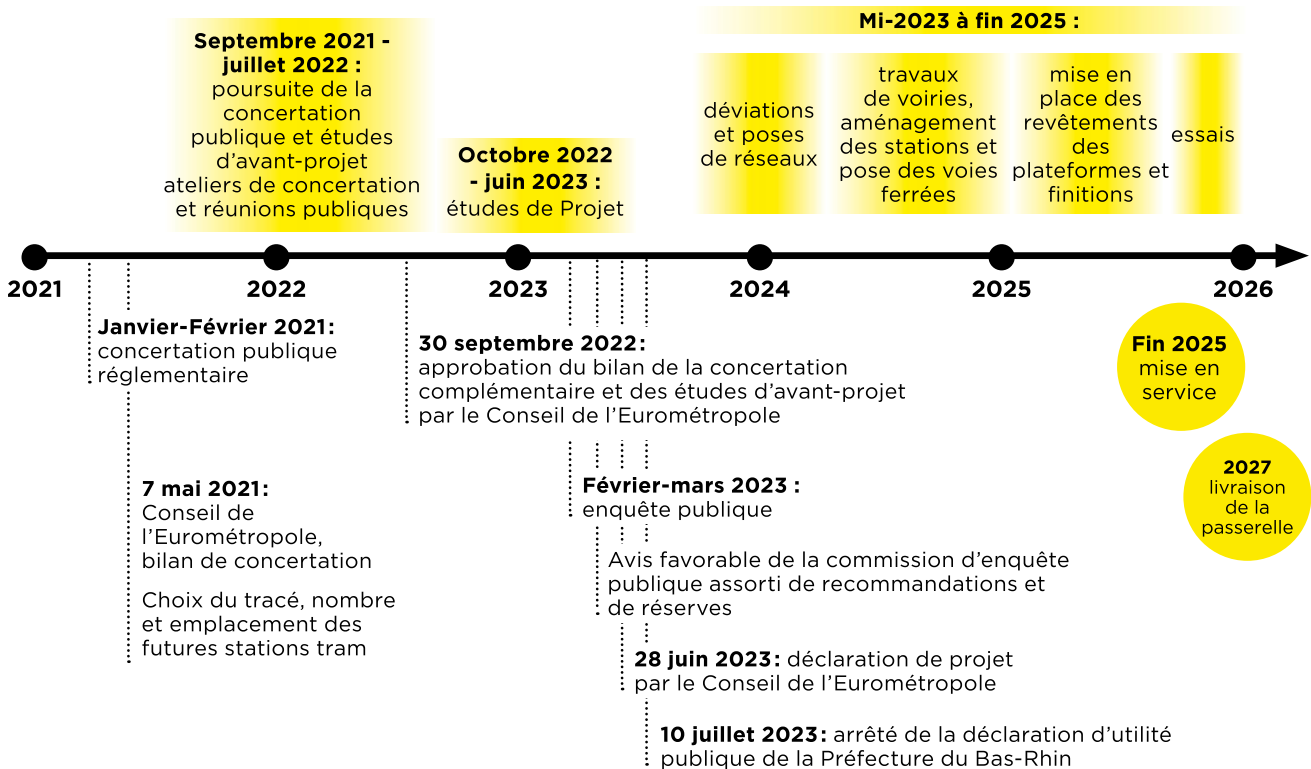 Septembre 2021 -
juillet 2022 :
poursuite de la
concertation
publique et études
d’avant-projet
ateliers de concertation
et réunions publiques
Octobre 2022
- juin 2023 :
études de Projet
Mi-2023 à fin 2025 :
déviations
et poses
de réseaux
travaux
de voiries,
aménagement
des stations et
pose des voies
ferrées
mise en
place des
revêtements
des
plateformes et
finitions
essais
2021
2022
2023
2024
2025
2026
Janvier-Février 2021 :
concertation publique
réglementaire
7 mai 2021 :
Conseil de
l’Eurométropole,
bilan de concertation
Choix du tracé, nombre
et emplacement des
futures stations tram
30 septembre 2022 :
approbation du bilan de la concertation
complémentaire et des études d’avant-projet
par le Conseil de l’Eurométropole
Février-mars 2023 :
enquête publique
Avis favorable de la commission d’enquête
publique assorti de recommandations et
de réserves
28 juin 2023 : déclaration de projet
par le Conseil de l’Eurométropole
10 juillet 2023 : arrêté de la déclaration d’utilité
publique de la Préfecture du Bas-Rhin
Fin 2025
mise en
service
2027
livraison
de la
passerelle